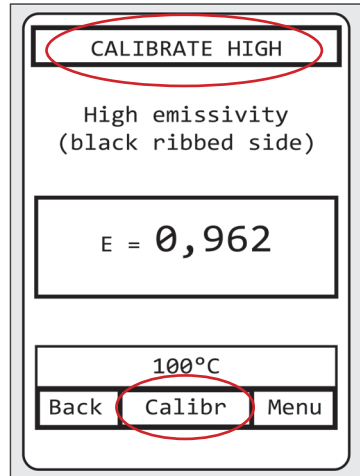 CALIBRATE HIGH
High emissivity
(black ribbed side)
E = 0,962
100°C
Back Calibr Menu